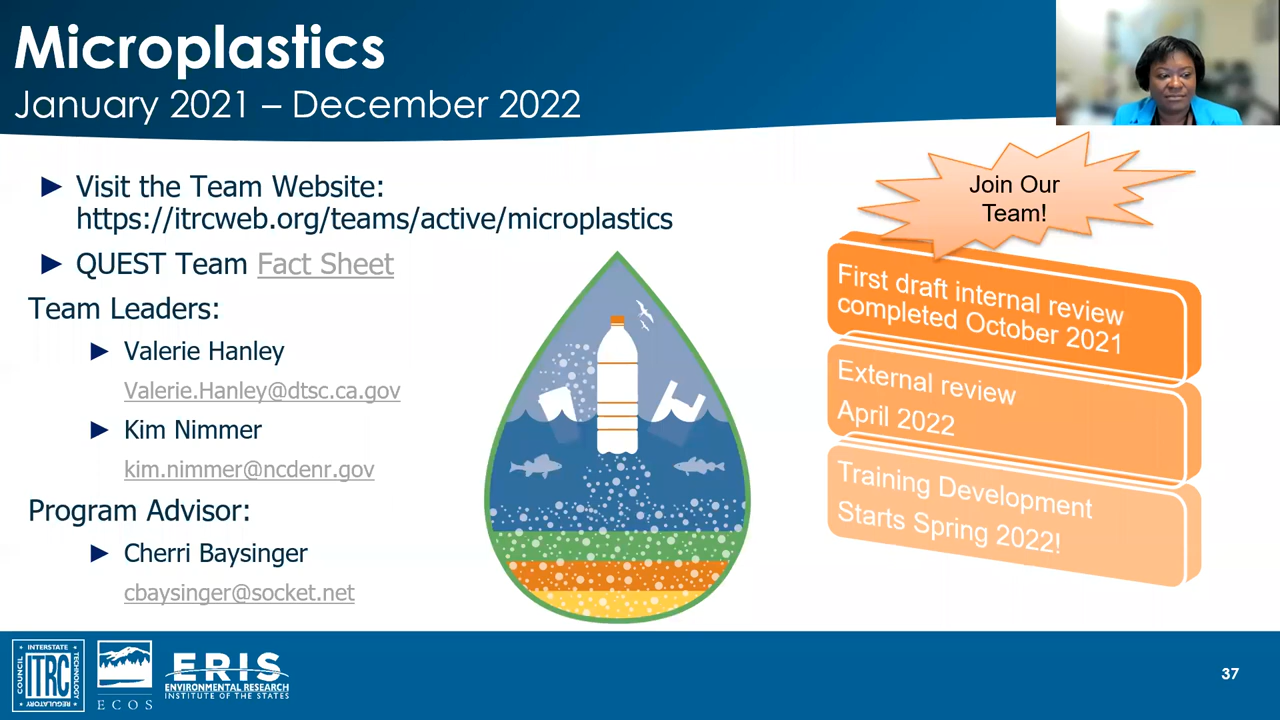 Microplastics
January 2021 – December 2022
► Visit the Team Website:
https://itrcweb.org/teams/active/microplastics
► QUEST Team Fact Sheet
Team Leaders:
► Valerie Hanley
Valerie.Hanley@dtsc.ca.gov
► Kim Nimmer
kim.nimmer@ncdenr.gov
Program Advisor:
► Cherri Baysinger
cbaysinger@socket.net
Join Our
Team!
First draft internal review
completed October 2021
External review
April 2022
Training Development
Starts Spring 2022!
INTERSTATE
COUNCIL
ITRC
TECHNOLOGY
REGULATORY
ECOS
ERIS
ENVIRONMENTAL RESEARCH
INSTITUTE OF THE STATES
37